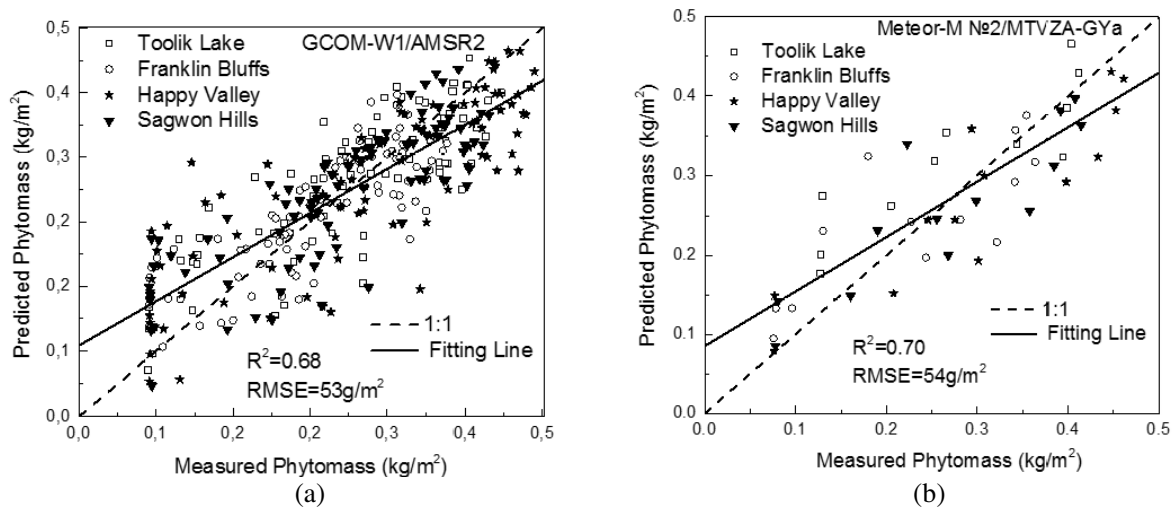 (a)
0,5
GCOM-W1/AMSR2
Toolik Lake
Franklin Bluffs
Happy Valley
Sagwon Hills
0,4
0,3
0,2
0,2
0,1
0,0
Predicted Phytomass (kg/m²)
1:1
Fitting Line
R²=0.68
RMSE=53g/m²
0,0 0,1 0,2 0,2 0,3 0,4 0,5
Measured Phytomass (kg/m²)
(a)
(b)
0.5
Meteor-M №2/MTVZA-GYa
Toolik Lake
Franklin Bluffs
Happy Valley
Sagwon Hills
0.4
0.3
0.2
0.1
0.0
Predicted Phytomass (kg/m²)
1:1
Fitting Line
R²=0.70
RMSE=54g/m²
0.0 0.1 0.2 0.3 0.4 0.5
Measured Phytomass (kg/m²)
(b)